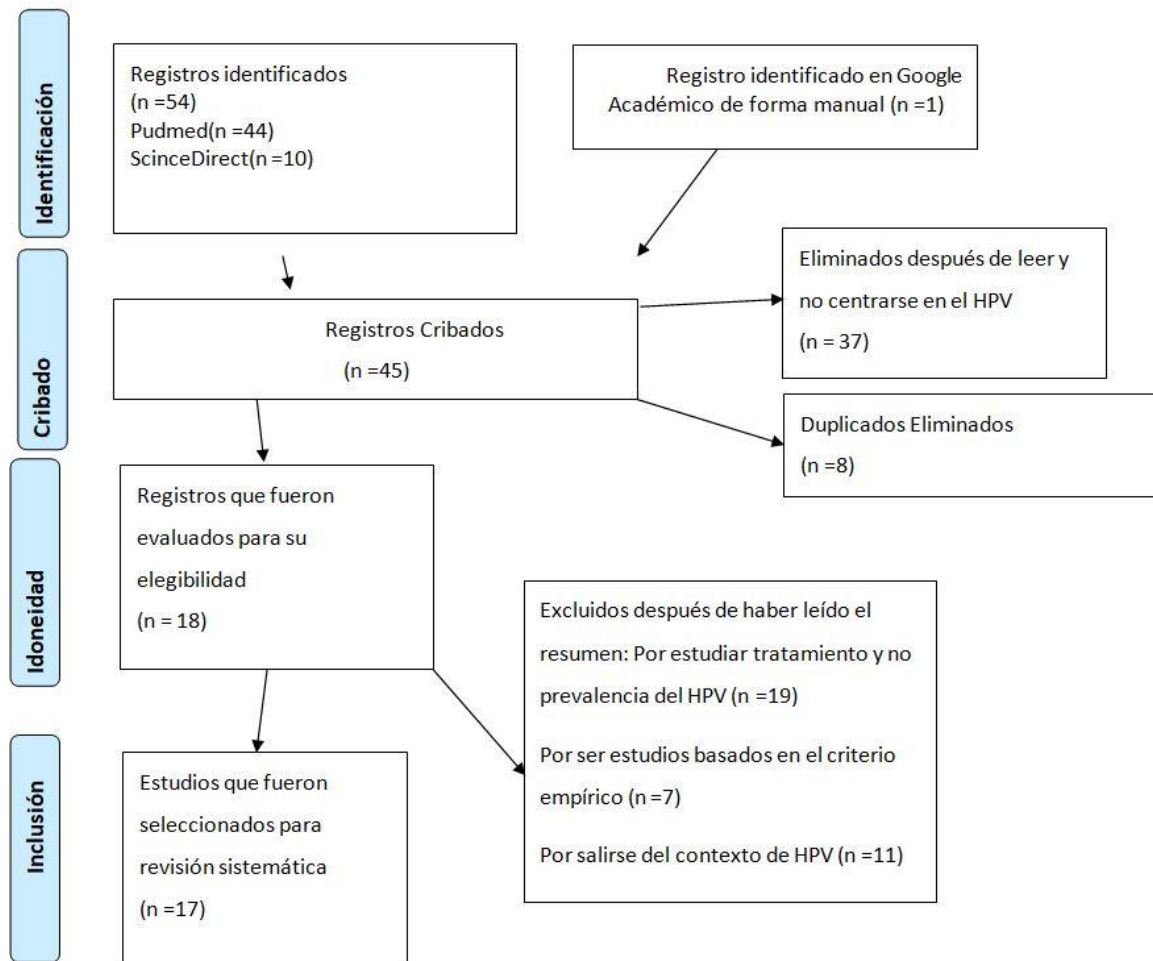 Identificación
Registros identificados
(n =54)
Pudmed(n =44)
ScinceDirect(n =10)
Registro identificado en Google
Académico de forma manual (n =1)
Cribado
Registros Cribados
(n =45)
Eliminados después de leer y
no centrarse en el HPV
(n = 37)
Duplicados Eliminados
(n =8)
Idoneidad
Registros que fueron
evaluados para su
elegibilidad
(n = 18)
Excluidos después de haber leído el
resumen: Por estudiar tratamiento y no
prevalencia del HPV (n =19)
Por ser estudios basados en el criterio
empírico (n =7)
Por salirse del contexto de HPV (n =11)
Inclusión
Estudios que fueron
seleccionados para
revisión sistemática
(n =17)